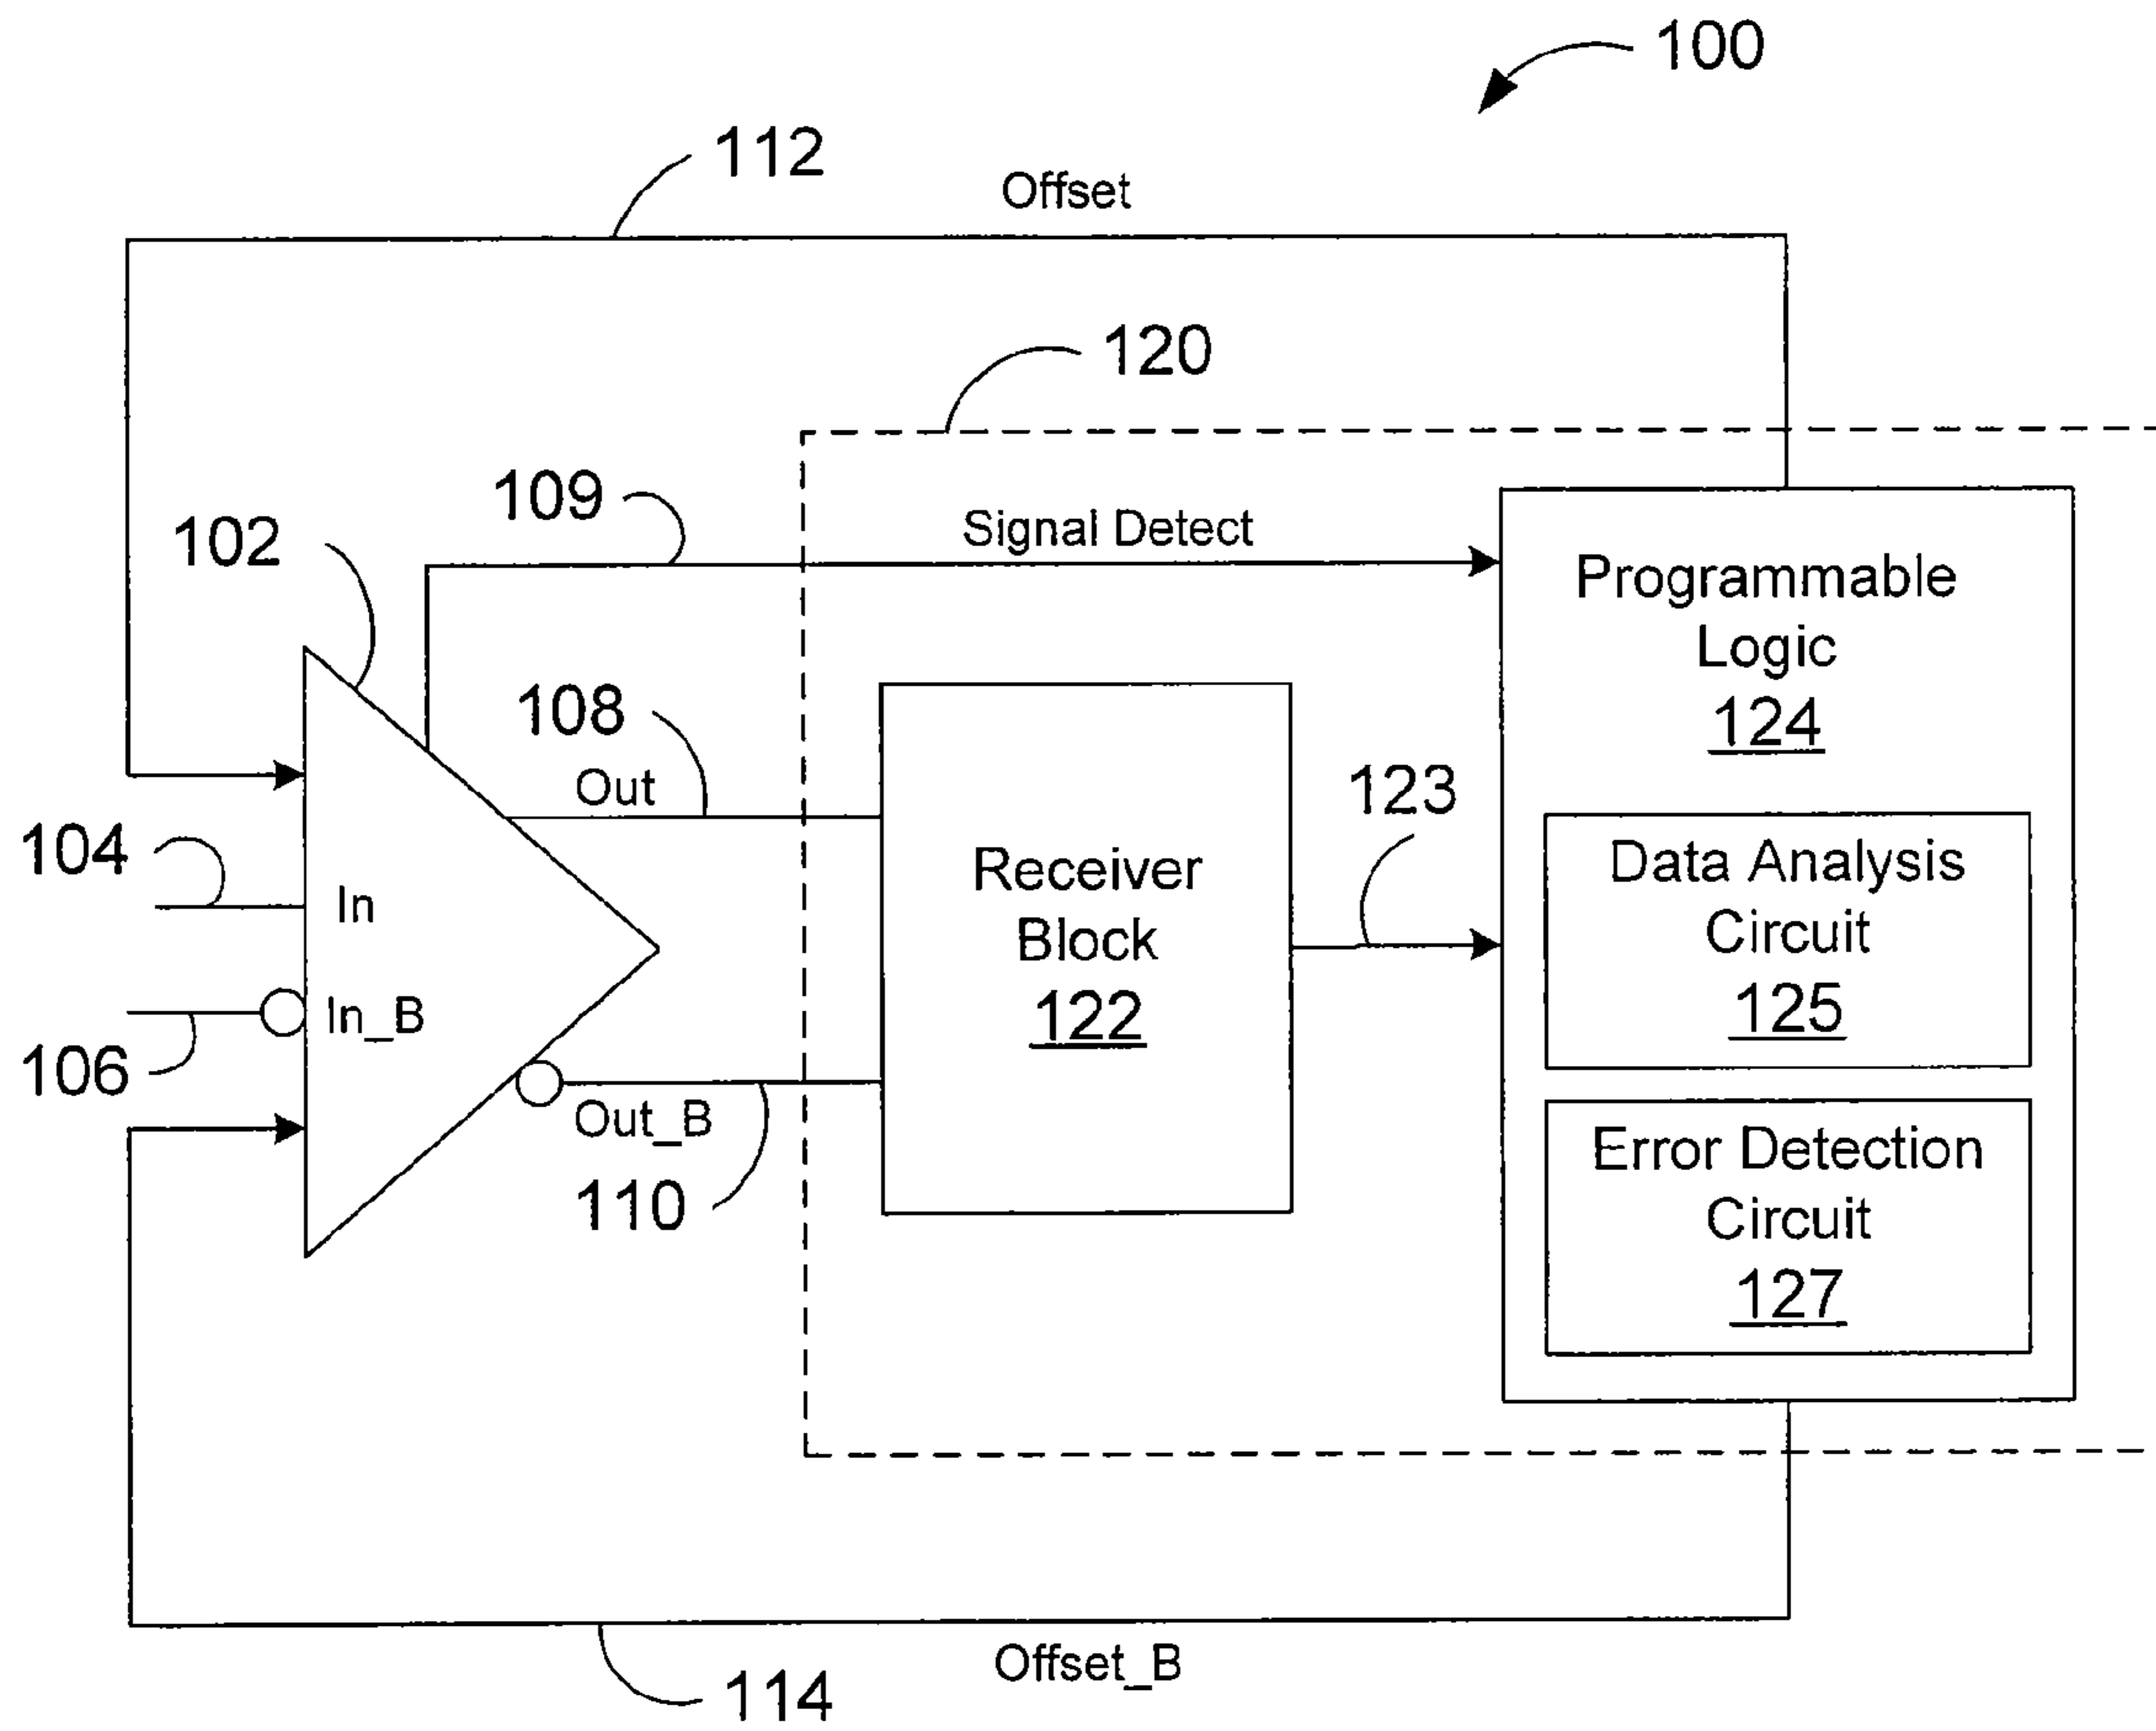 100
112
Offset
120
109
Signal Detect
102
Programmable
Logic
124
108
Out
123
104
In
Receiver
Block
122
Data Analysis
Circuit
125
In_B
106
Out_B
110
Error Detection
Circuit
127
Offset_B
114